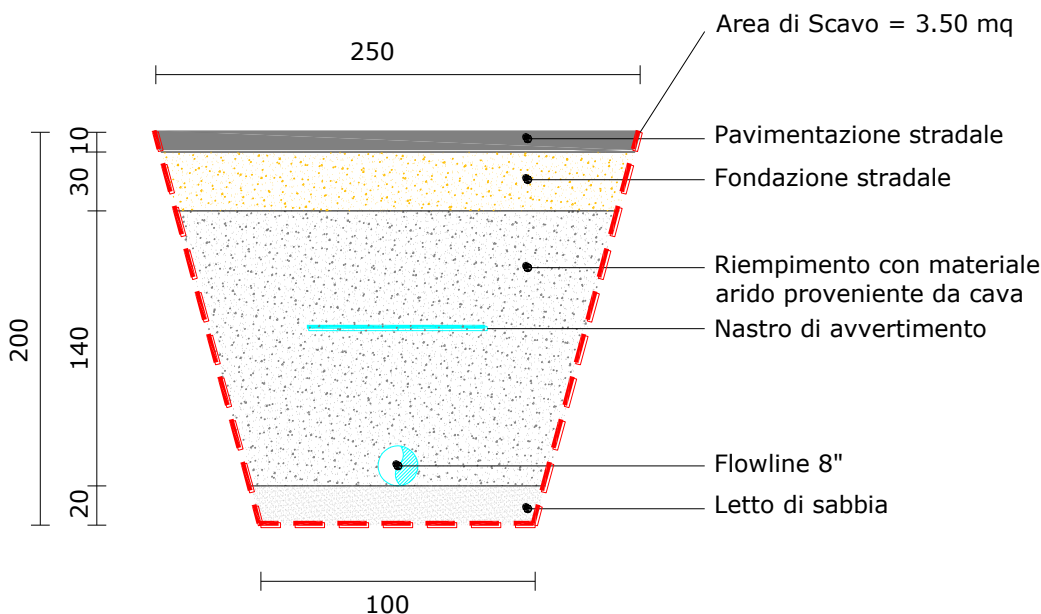 Area di Scavo = 3.50 mq
250
10
Pavimentazione stradale
30
Fondazione stradale
Riempimento con materiale
arido proveniente da cava
Nastro di avvertimento
200
140
Flowline 8"
20
Letto di sabbia
100